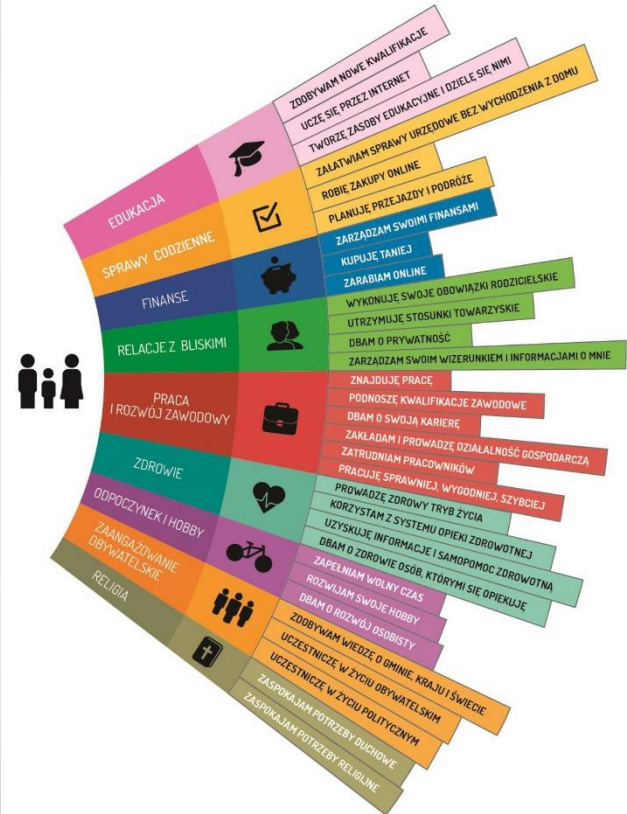 EDUKACJA
ZDOBYWAM NOWE KWALIFIKACJE
UCZĘ SIĘ PRZEZ INTERNET
TWORZĘ ZASOBY EDUKACYJNE I DZIELĘ SIĘ NIMI
SPRAWY CODZIENNE
ZAŁATWIAM SPRAWY URZĘDOWE BEZ WYCHODZENIA Z DOMU
ROBIĘ ZAKUPY ONLINE
PLANUJĘ PRZEJAZDY I PODRÓŻE
FINANSE
ZARZĄDZAM SWOIMI FINANSAMI
KUPUJĘ TANIEJ
ZARABIAM ONLINE
RELACJE Z BLISKIMI
WYKONUJĘ SWOJE OBOWIĄZKI RODZICIELSKIE
UTRZYMUJĘ STOSUNKI TOWARZYSKIE
DBAM O PRYWATNOŚĆ
ZARZĄDZAM SWOIM WIZERUNKIEM I INFORMACJAMI O MNIE
PRACA
I ROZWÓJ ZAWODOWY
ZNAJDUJĘ PRACĘ
PODNOSZĘ KWALIFIKACJE ZAWODOWE
DBAM O SWOJĄ KARIERĘ
ZAKŁADAM I PROWADZĘ DZIAŁALNOŚĆ GOSPODARCZĄ
ZATRUDNIAM PRACOWNIKÓW
PRACUJĘ SPRAWNIEJ, WYGODNIEJ, SZYBCIEJ
ZDROWIE
PROWADZĘ ZDROWY TRYB ŻYCIA
KORZYSTAM Z SYSTEMU OPIEKI ZDROWOTNEJ
UZYSKUJĘ INFORMACJE I SAMOPOMOC ZDROWOTNĄ
DBAM O ZDROWIE OSÓB, KTÓRYMI SIĘ OPIEKUJĘ
ODPOCZYNEK I HOBBY
ZAPEŁNIAM WOLNY CZAS
ROZWIJAM SWOJE HOBBY
DBAM O ROZWÓJ OSOBISTY
ZAANGAŻOWANIE
OBYWATELSKIE
ZDOBYWAM WIEDZĘ O GMINIE, KRAJU I ŚWIECIE
UCZESTNICZĘ W ŻYCIU OBYWATELSKIM
UCZESTNICZĘ W ŻYCIU POLITYCZNYM
RELIGIA
ZASPOKAJAM POTRZEBY DUCHOWE
ZASPOKAJAM POTRZEBY RELIGIJNE